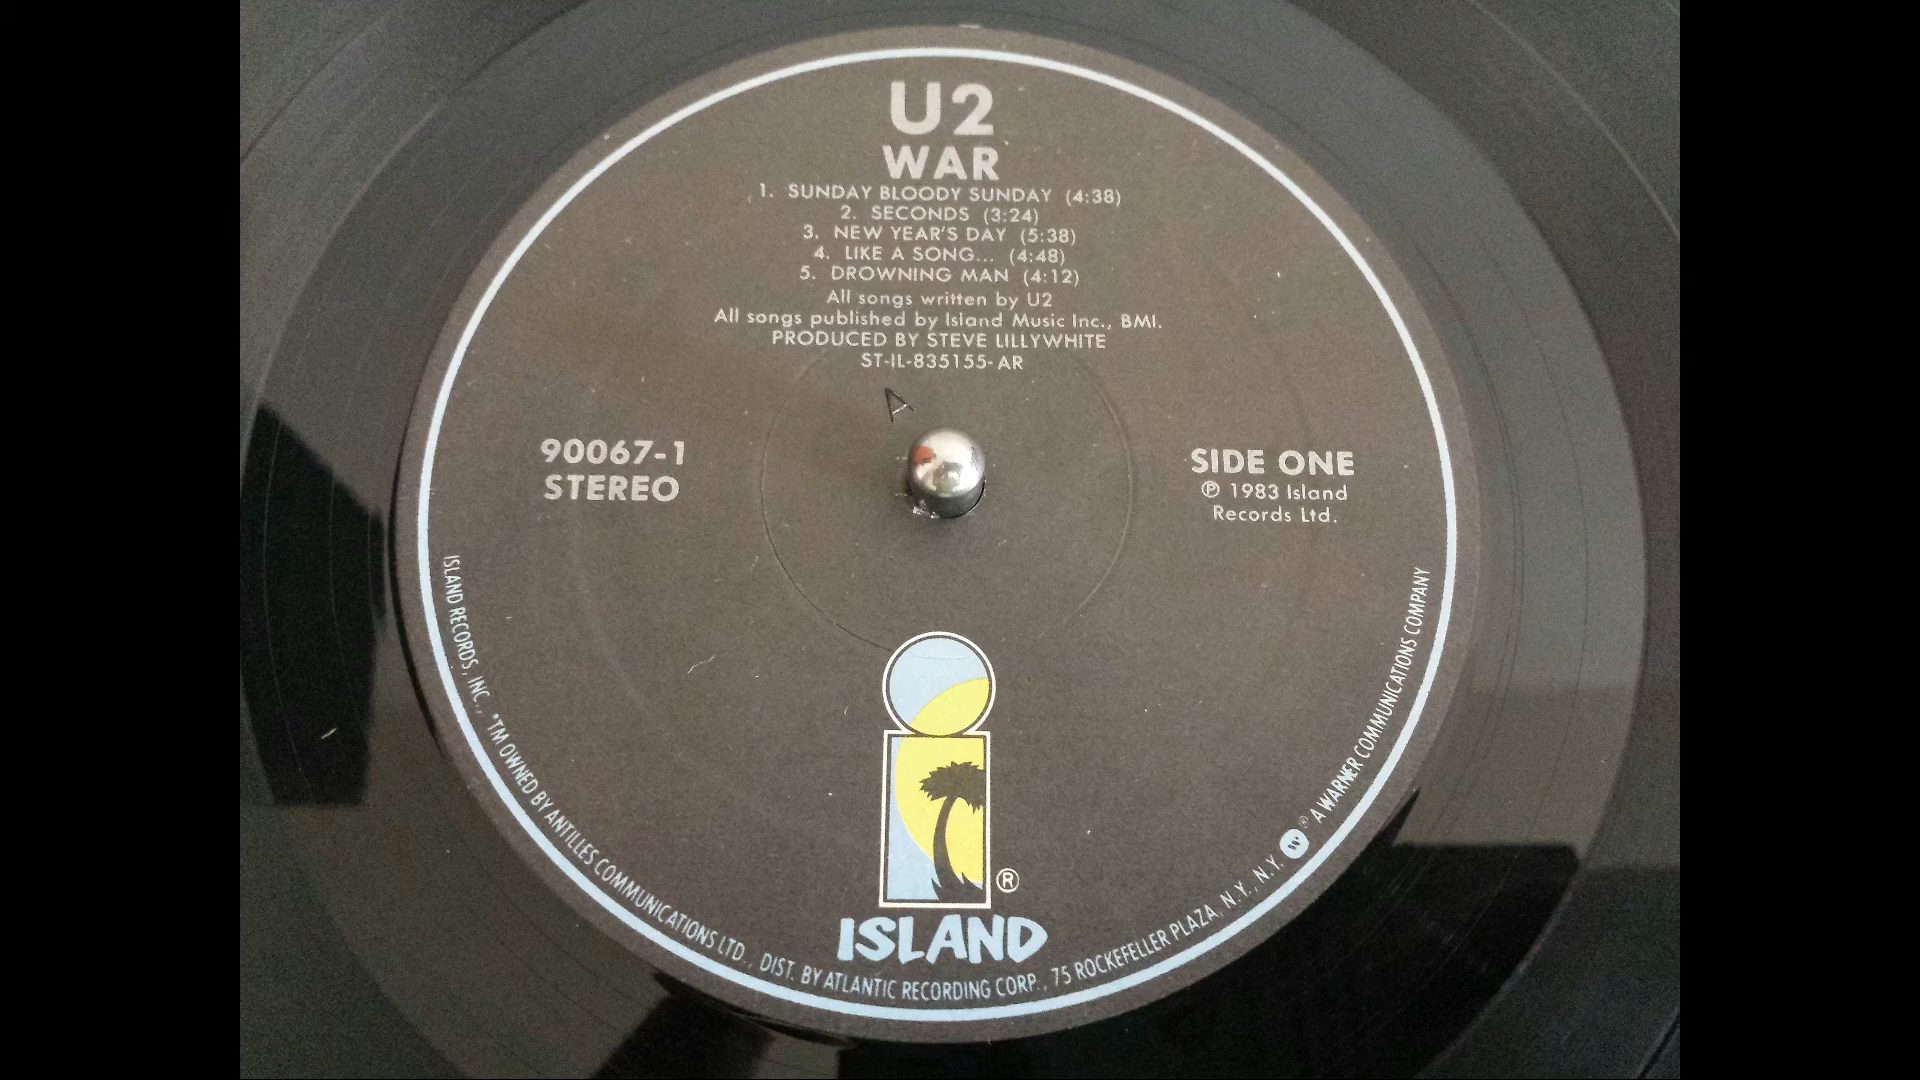 U2
WAR
1. SUNDAY BLOODY SUNDAY (4:38)
2. SECONDS (3:24)
3. NEW YEAR'S DAY (5:38)
4. LIKE A SONG... (4:48)
5. DROWNING MAN (4:12)
All songs written by U2
All songs published by Island Music Inc., BMI.
PRODUCED BY STEVE LILLYWHITE
ST-IL-835155-AR
A
90067-1
STEREO
SIDE ONE
℗ 1983 Island
Records Ltd.
®
ISLAND
ISLAND RECORDS, INC., *TM OWNED BY ANTILLES COMMUNICATIONS LTD., DIST. BY ATLANTIC RECORDING CORP., 75 ROCKEFELLER PLAZA, N.Y., N.Y. W ® A WARNER COMMUNICATIONS COMPANY